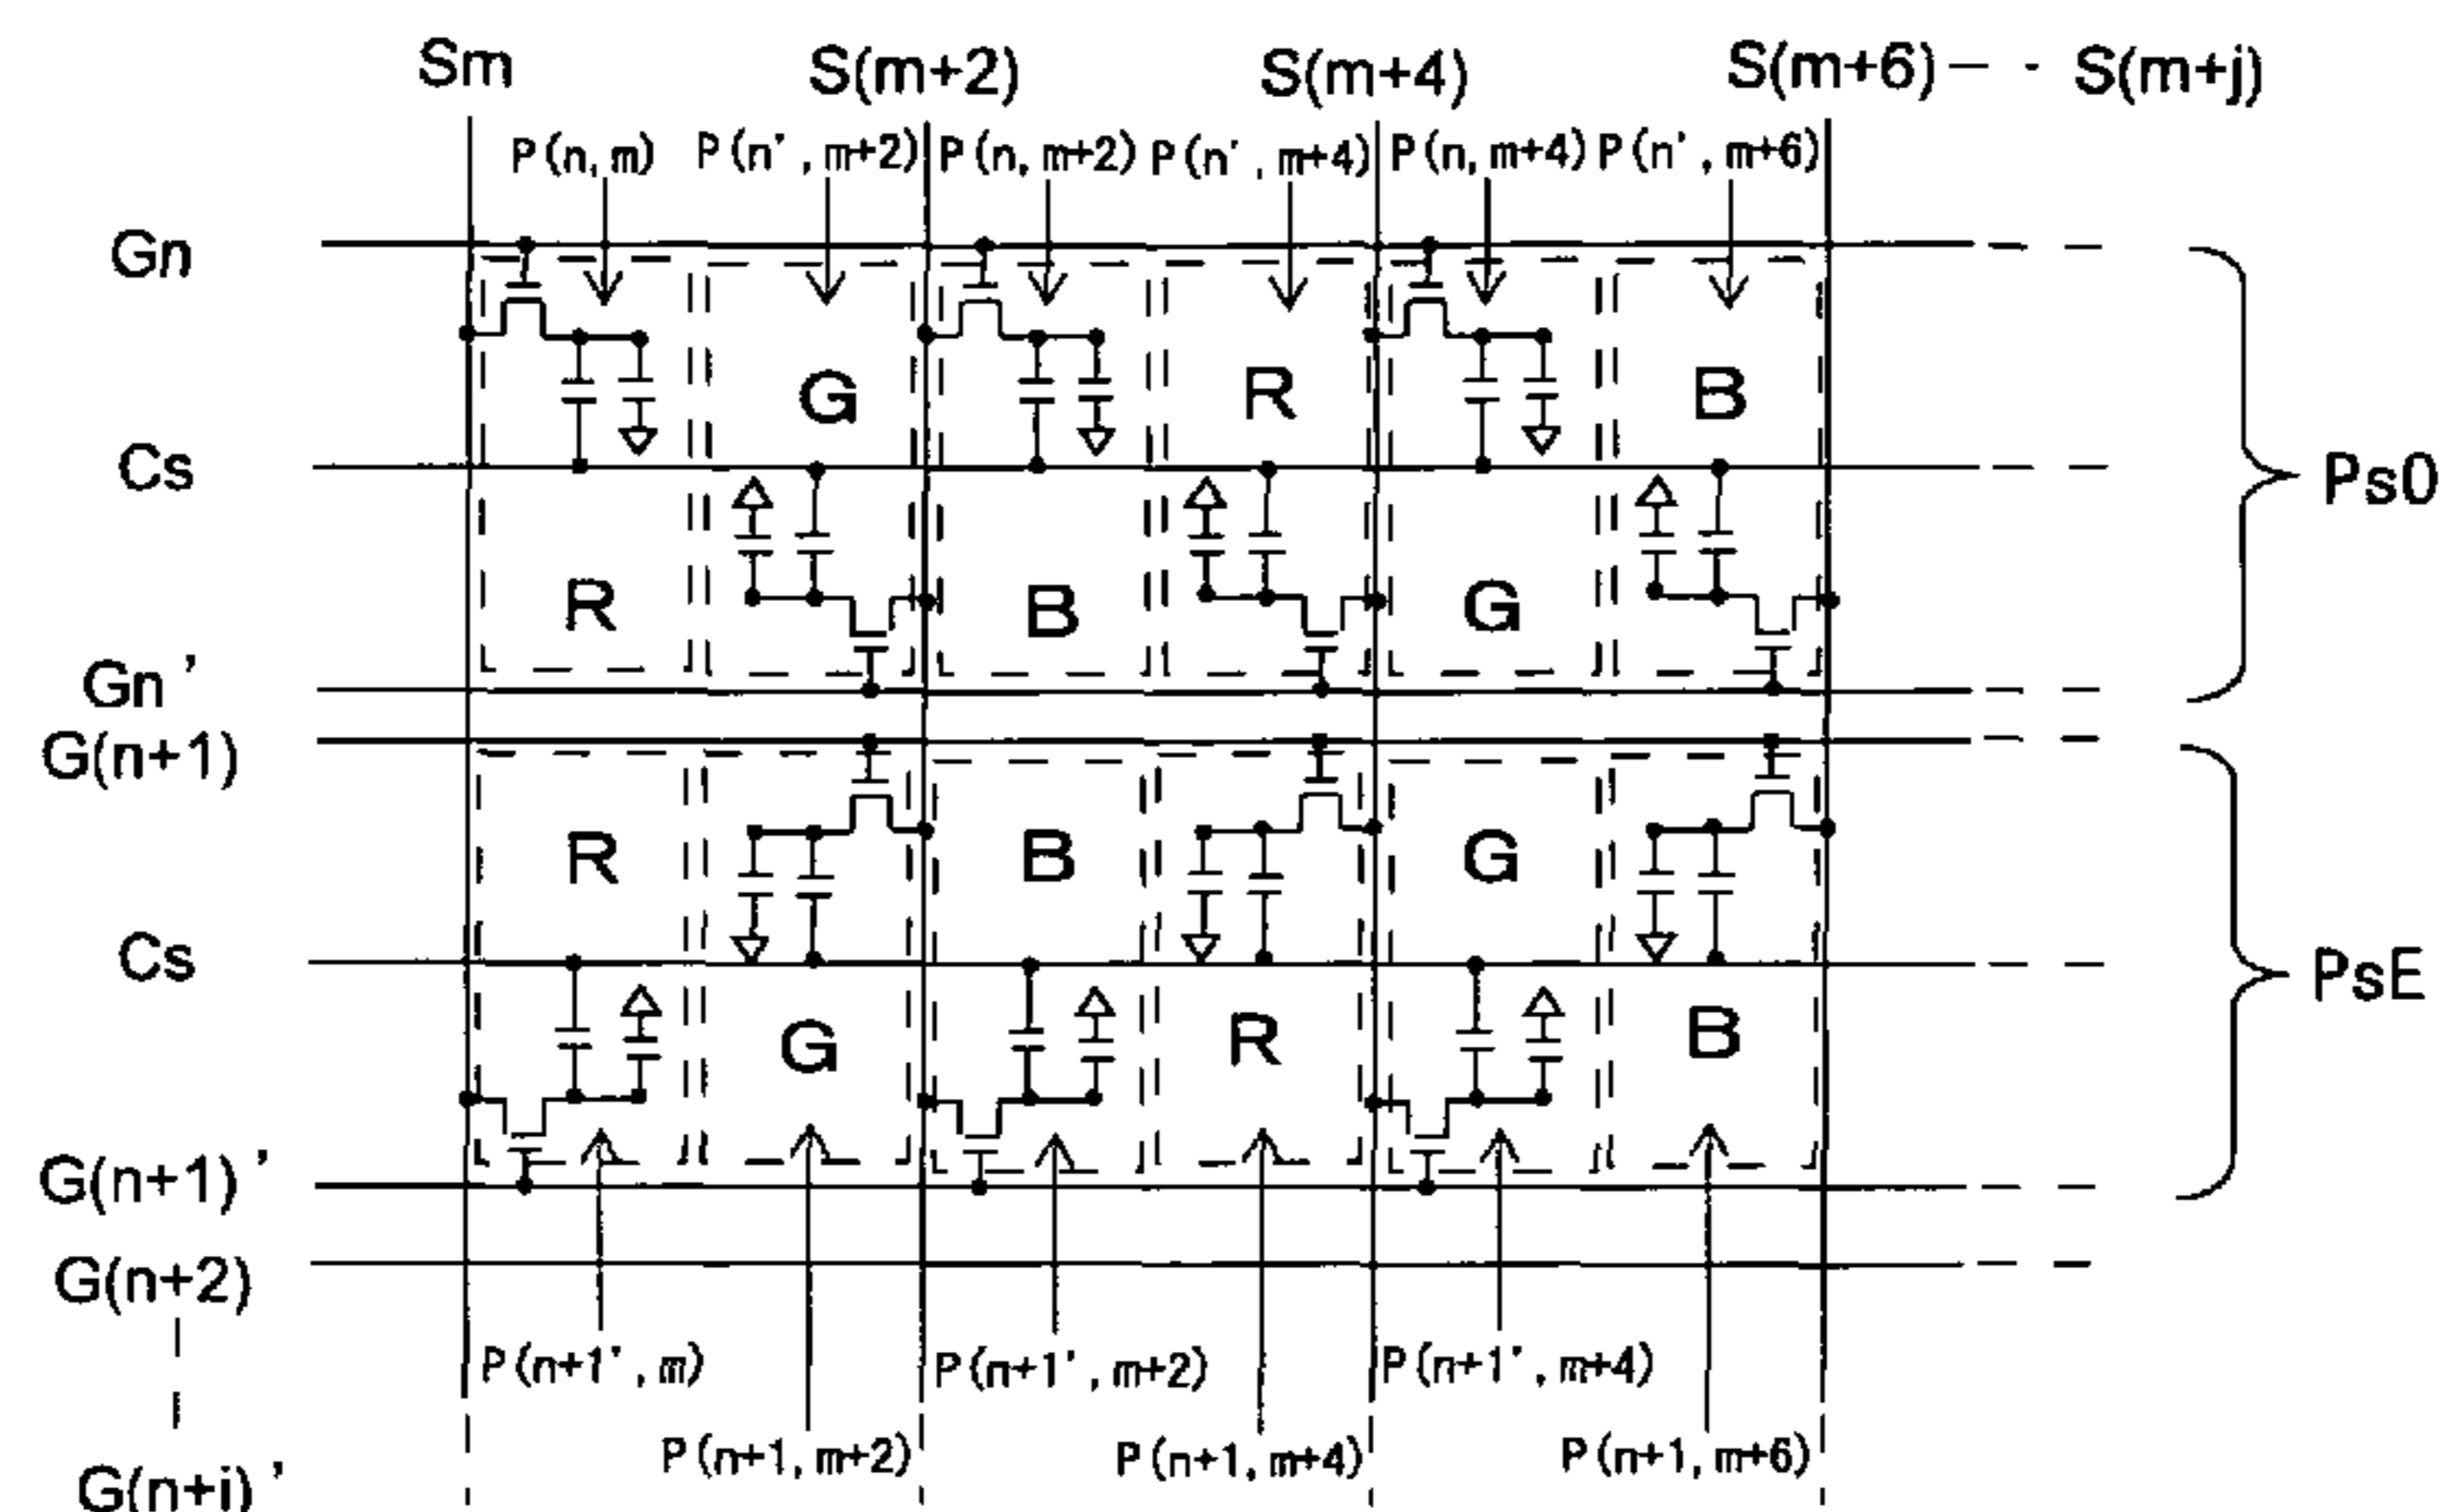 Sm S(m+2) S(m+4) S(m+6) S(m+j)
P(n,m) P(n',m+2) P(n,m+2) P(n',m+4) P(n,m+4) P(n',m+6)
Gn
G R B
Cs
PsO
R B G
Gn'
G(n+1)
R B G
Cs
PsE
G R B
G(n+1)'
G(n+2)
P(n+1',m) P(n+1',m+2) P(n+1',m+4)
P(n+1,m+2) P(n+1,m+4) P(n+1,m+6)
G(n+i)'